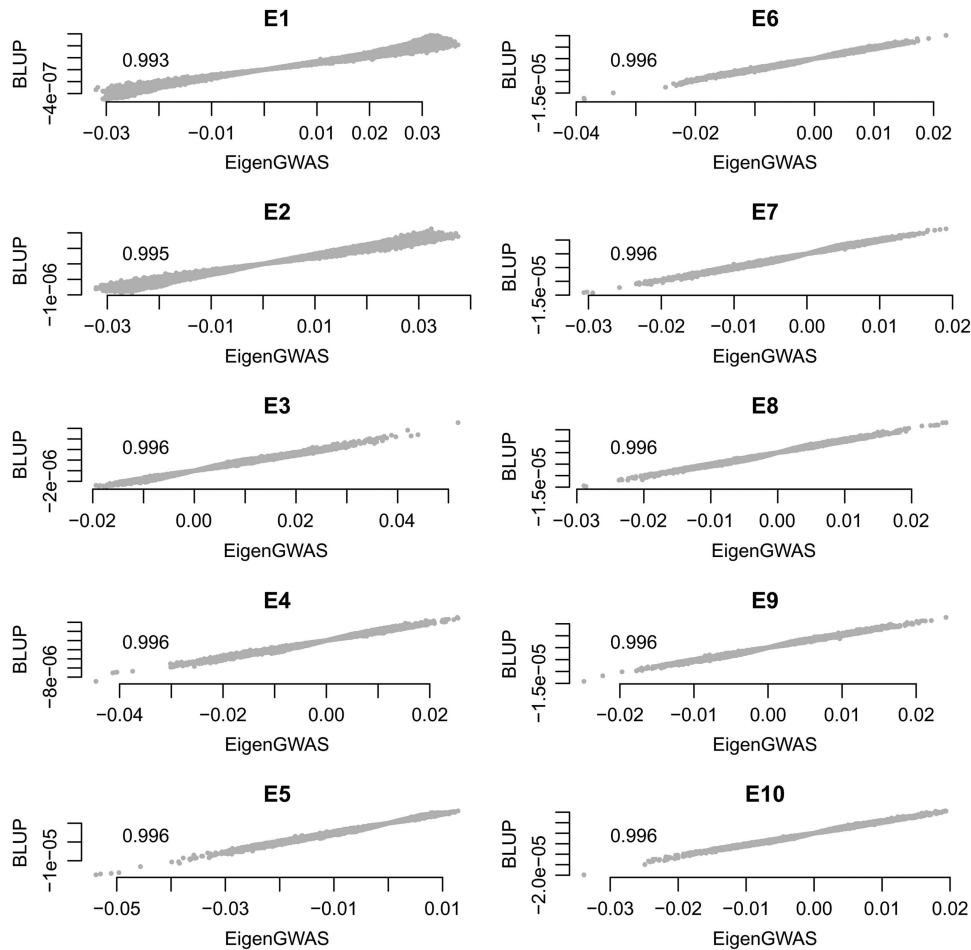 E1
BLUP
−4e−07
0.993
−0.03 −0.01 0.01 0.02 0.03
EigenGWAS
E6
BLUP
−1.5e−05
0.996
−0.04 −0.02 0.00 0.01 0.02
EigenGWAS
E2
BLUP
−1e−06
0.995
−0.03 −0.01 0.01 0.03
EigenGWAS
E7
BLUP
−1.5e−05
0.996
−0.03 −0.02 −0.01 0.00 0.01 0.02
EigenGWAS
E3
BLUP
−2e−06
0.996
−0.02 0.00 0.02 0.04
EigenGWAS
E8
BLUP
−1.5e−05
0.996
−0.03 −0.02 −0.01 0.00 0.01 0.02
EigenGWAS
E4
BLUP
−8e−06
0.996
−0.04 −0.02 0.00 0.02
EigenGWAS
E9
BLUP
−1.5e−05
0.996
−0.02 −0.01 0.00 0.01 0.02
EigenGWAS
E5
BLUP
−1e−05
0.996
−0.05 −0.03 −0.01 0.01
EigenGWAS
E10
BLUP
−2.0e−05
0.996
−0.03 −0.02 −0.01 0.00 0.01 0.02
EigenGWAS